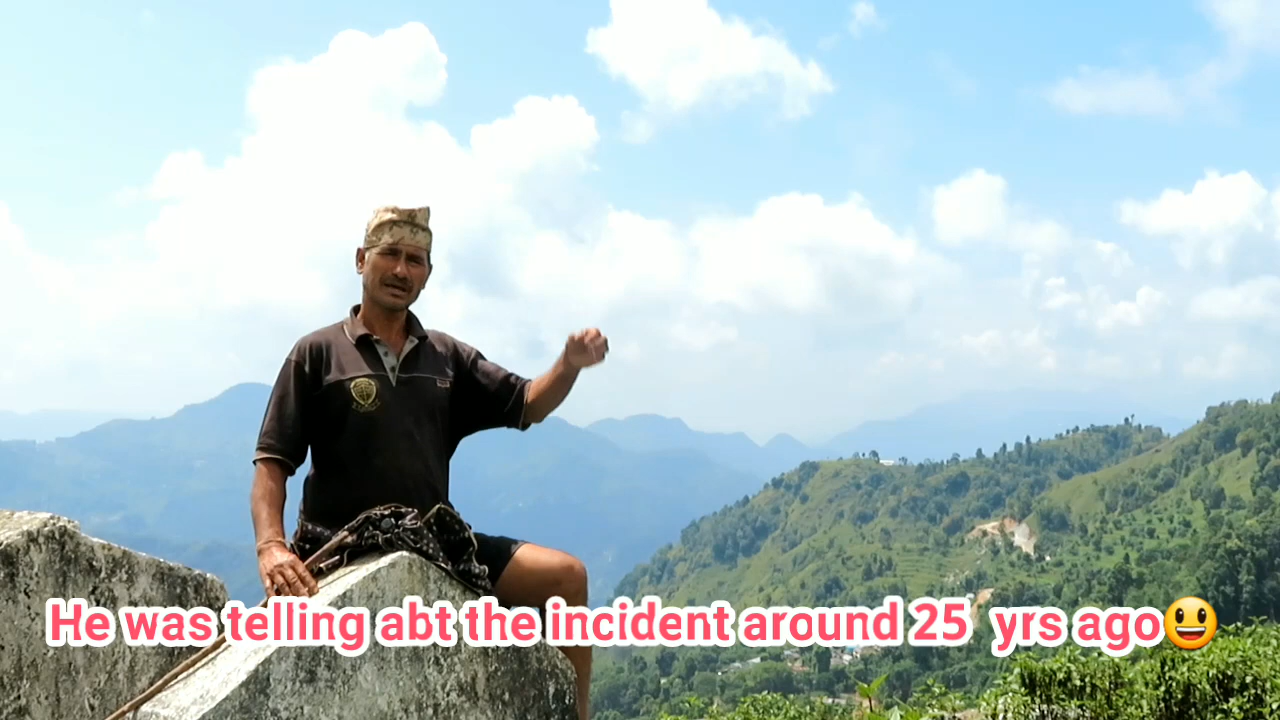 He was telling abt the incident around 25 yrs ago😃